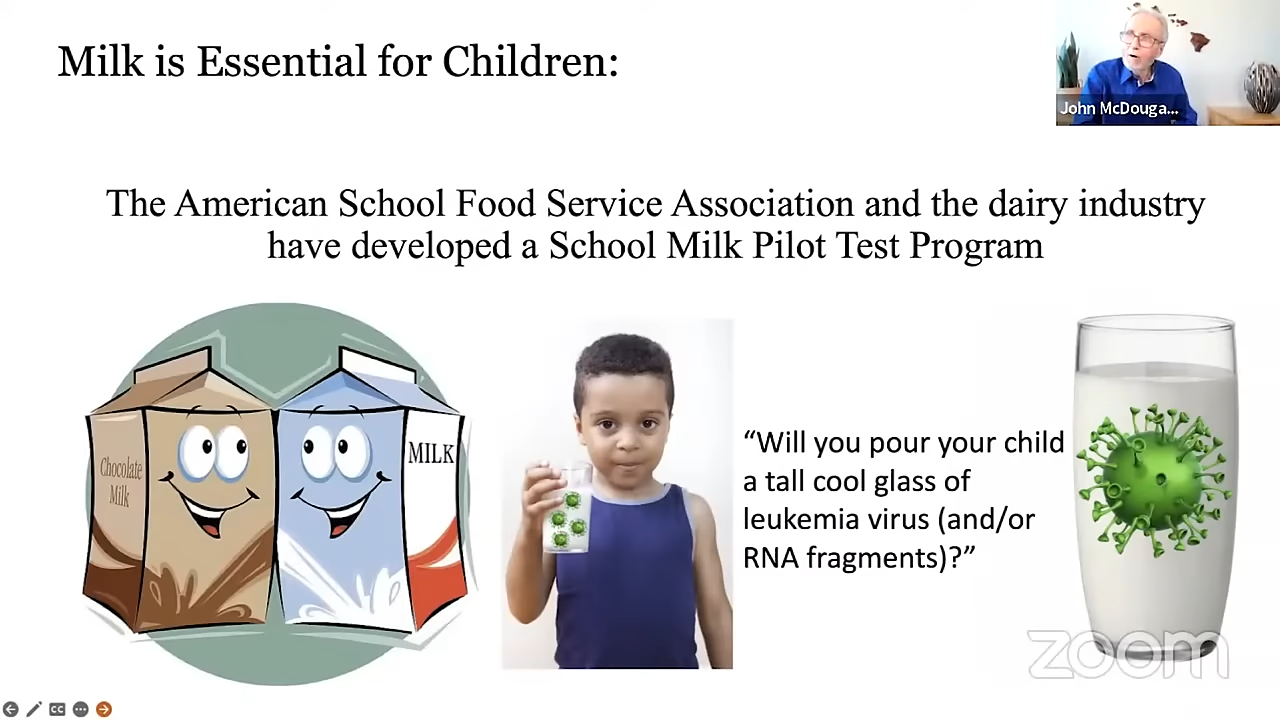 Milk is Essential for Children:
John McDouga...
The American School Food Service Association and the dairy industry
have developed a School Milk Pilot Test Program
Chocolate
Milk
MILK
“Will you pour your child
a tall cool glass of
leukemia virus (and/or
RNA fragments)?”
zoom
CC